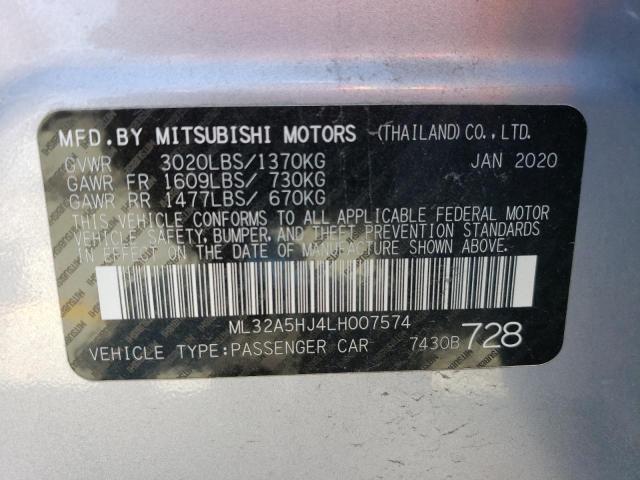 MFD.BY MITSUBISHI MOTORS (THAILAND)CO.,LTD.
GVWR 3020LBS/1370KG JAN 2020
GAWR FR 1609LBS/ 730KG
GAWR RR 1477LBS/ 670KG
THIS VEHICLE CONFORMS TO ALL APPLICABLE FEDERAL MOTOR
VEHICLE SAFETY, BUMPER, AND THEFT PREVENTION STANDARDS
IN EFFECT ON THE DATE OF MANUFACTURE SHOWN ABOVE.
ML32A5HJ4LH007574
VEHICLE TYPE:PASSENGER CAR 7430B 728